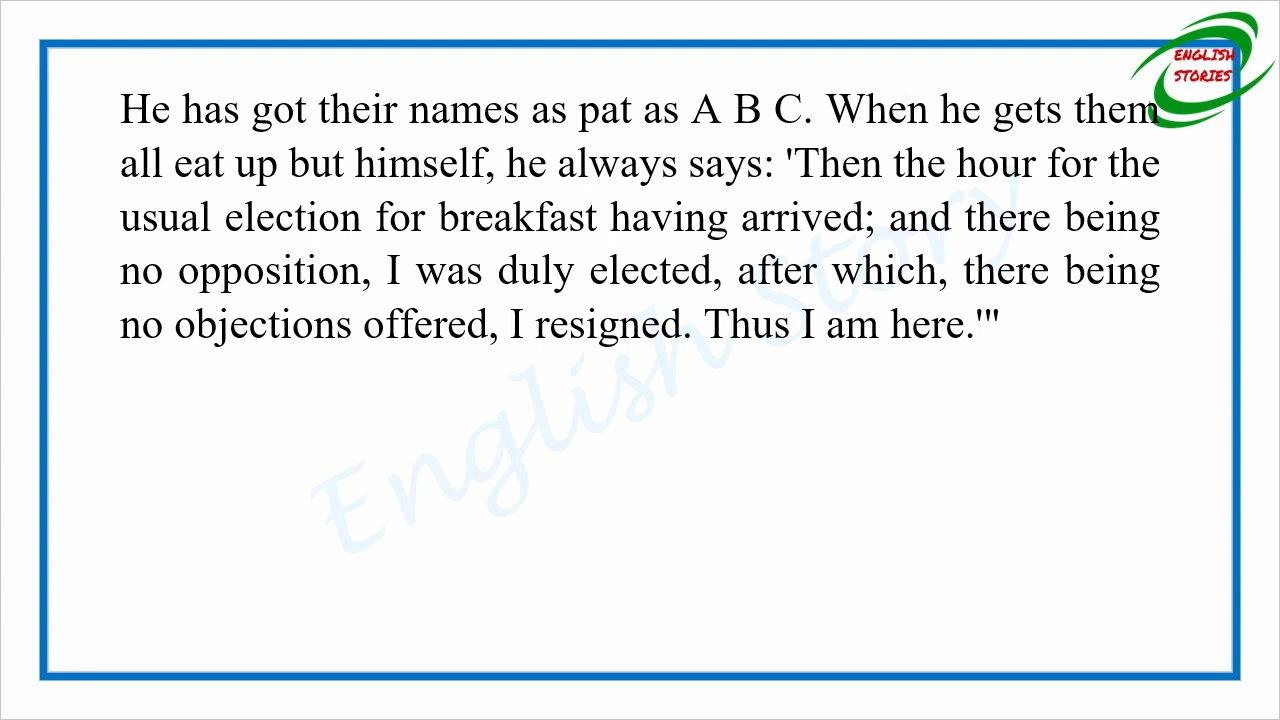 ENGLISH
STORIES
He has got their names as pat as A B C. When he gets them
all eat up but himself, he always says: 'Then the hour for the
usual election for breakfast having arrived; and there being
no opposition, I was duly elected, after which, there being
no objections offered, I resigned. Thus I am here.'"
English Story